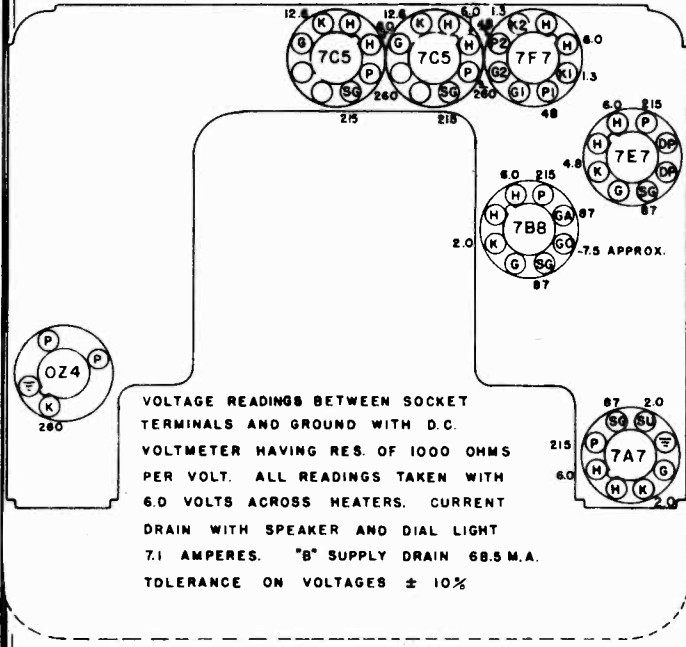 12.6 K H 6.0 12.6 K H 6.0 48 1.3 K2 H
G 7C5 H G 7C5 H P2 7F7 H 6.0
P P G2 K1 1.3
SG 260 SG 260 G1 P1
215 215 48
6.0 215
H P
H 7E7 DP
4.8 K DP
G SG
87
6.0 215
H P
H 7B8 GA 87
2.0 K GO -7.5 APPROX.
G SG
87
P
OZ4 P
K
260
87 2.0
SG SU
215 P 7A7
6.0 H G
H K
2.0
VOLTAGE READINGS BETWEEN SOCKET
TERMINALS AND GROUND WITH D.C.
VOLTMETER HAVING RES. OF 1000 OHMS
PER VOLT. ALL READINGS TAKEN WITH
6.0 VOLTS ACROSS HEATERS. CURRENT
DRAIN WITH SPEAKER AND DIAL LIGHT
7.1 AMPERES. "B" SUPPLY DRAIN 68.5 M.A.
TOLERANCE ON VOLTAGES ± 10%